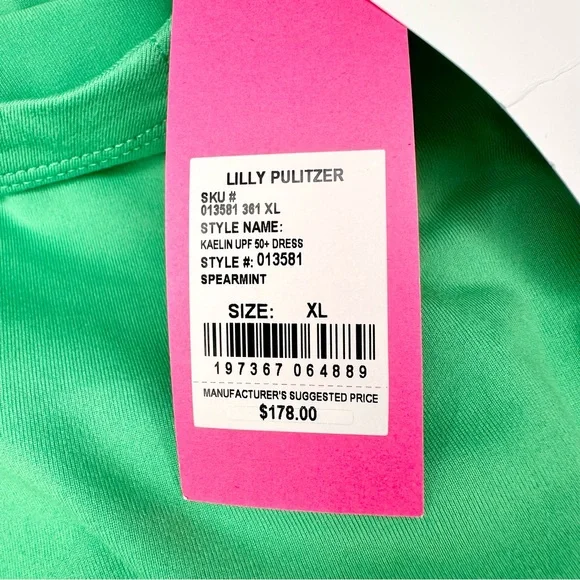 LILLY PULITZER
SKU #
013581 361 XL
STYLE NAME:
KAELIN UPF 50+ DRESS
STYLE #: 013581
SPEARMINT
SIZE: XL
197367 064889
MANUFACTURER'S SUGGESTED PRICE
$178.00